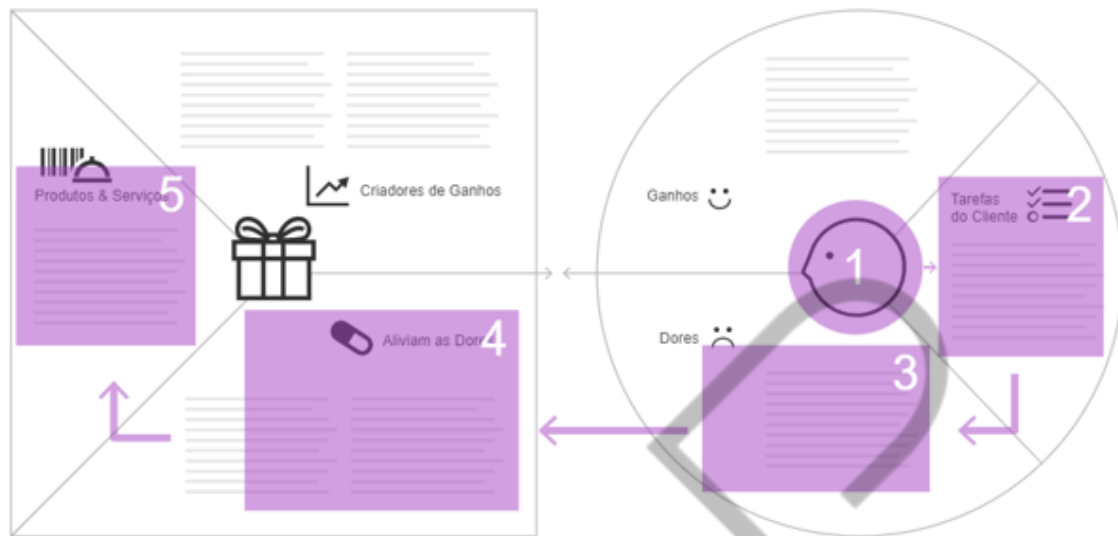 Produtos & Serviços
5
Criadores de Ganhos
Aliviam as Dores
4
Ganhos
1
Tarefas
do Cliente
2
Dores
3